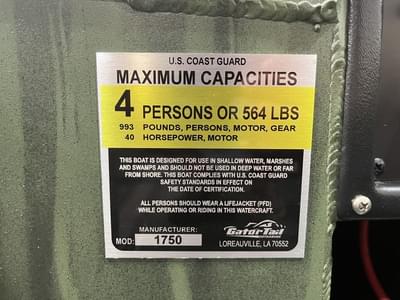 U.S. COAST GUARD
MAXIMUM CAPACITIES
4 PERSONS OR 564 LBS
993 POUNDS, PERSONS, MOTOR, GEAR
40 HORSEPOWER, MOTOR
THIS BOAT IS DESIGNED FOR USE IN SHALLOW WATER, MARSHES
AND SWAMPS AND SHOULD NOT BE USED IN DEEP WATER OR FAR
FROM SHORE. THIS BOAT COMPLIES WITH U.S. COAST GUARD
SAFETY STANDARDS IN EFFECT ON
THE DATE OF CERTIFICATION.
ALL PERSONS SHOULD WEAR A LIFEJACKET (PFD)
WHILE OPERATING OR RIDING IN THIS WATERCRAFT.
MANUFACTURER:
MOD: 1750
GatorTail
LOREAUVILLE, LA 70552